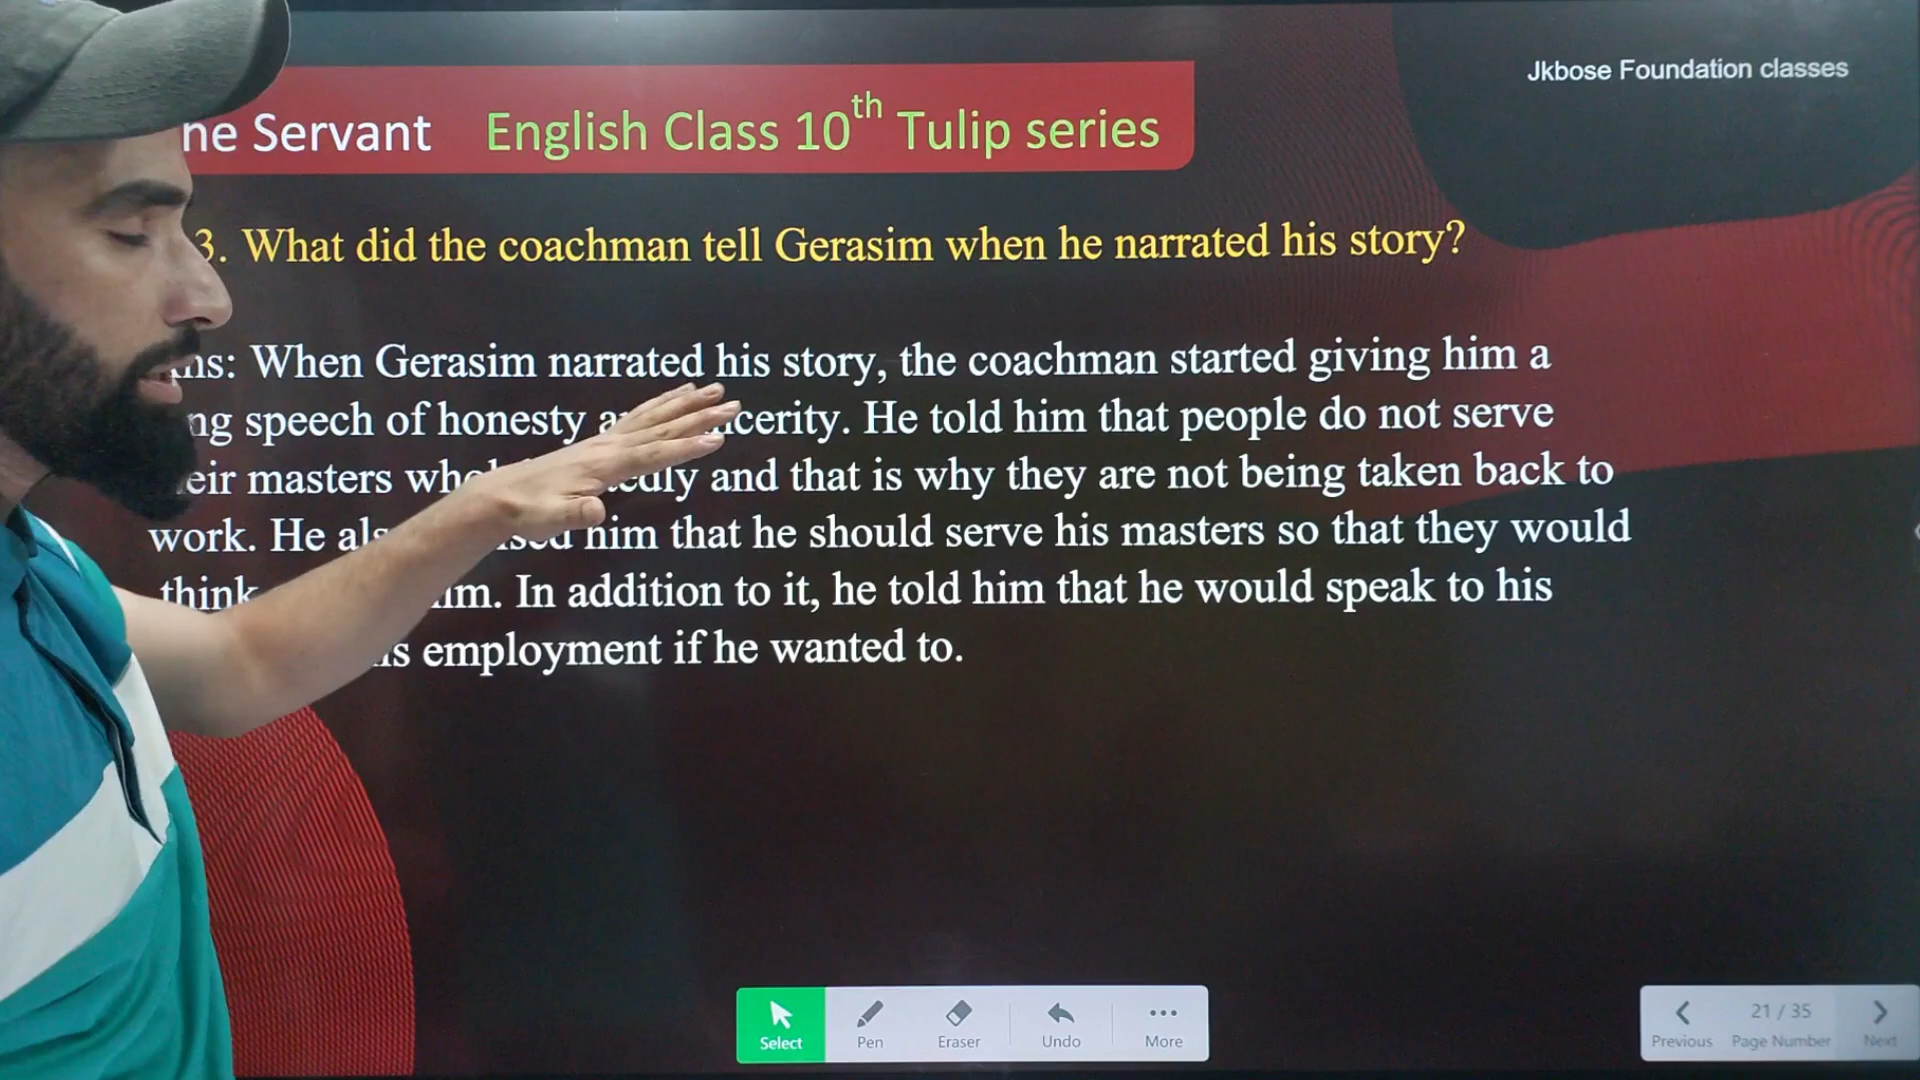 Jkbose Foundation classes
Servant English Class 10th Tulip series
3. What did the coachman tell Gerasim when he narrated his story?
When Gerasim narrated his story, the coachman started giving him a
speech of honesty He told him that people do not serve
masters and that is why they are not being taken back to
work. He him that he should serve his masters so that they would
think In addition to it, he told him that he would speak to his
employment if he wanted to.
Select Pen Eraser Undo More
21 / 35
Previous Page Number Next